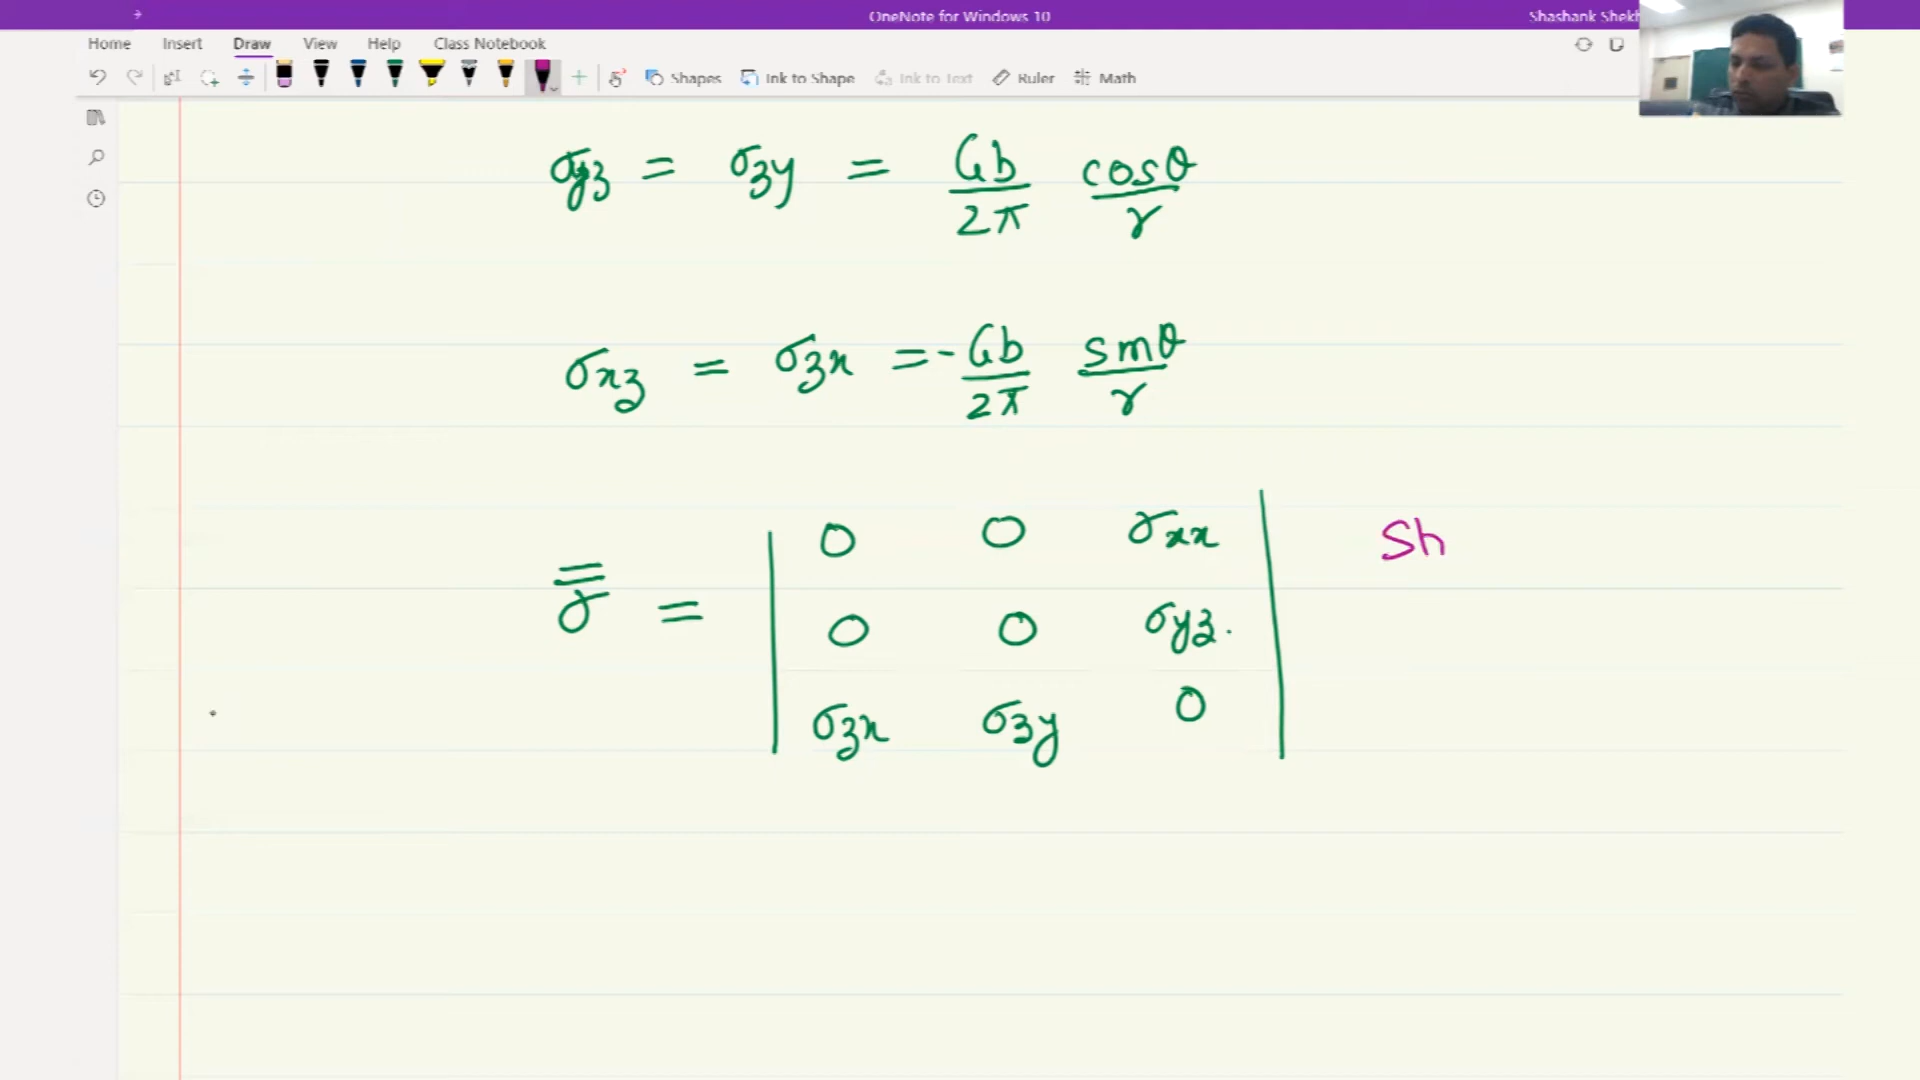 OneNote for Windows 10
Shashank Shekh
Home Insert Draw View Help Class Notebook
Shapes Ink to Shape Ink to Text Ruler Math
σyz = σzy = Gb/2π cosθ/r
σxz = σzx = -Gb/2π sinθ/r
0 0 σxx
σ = 0 0 σyz.
σzx σzy 0
Sh